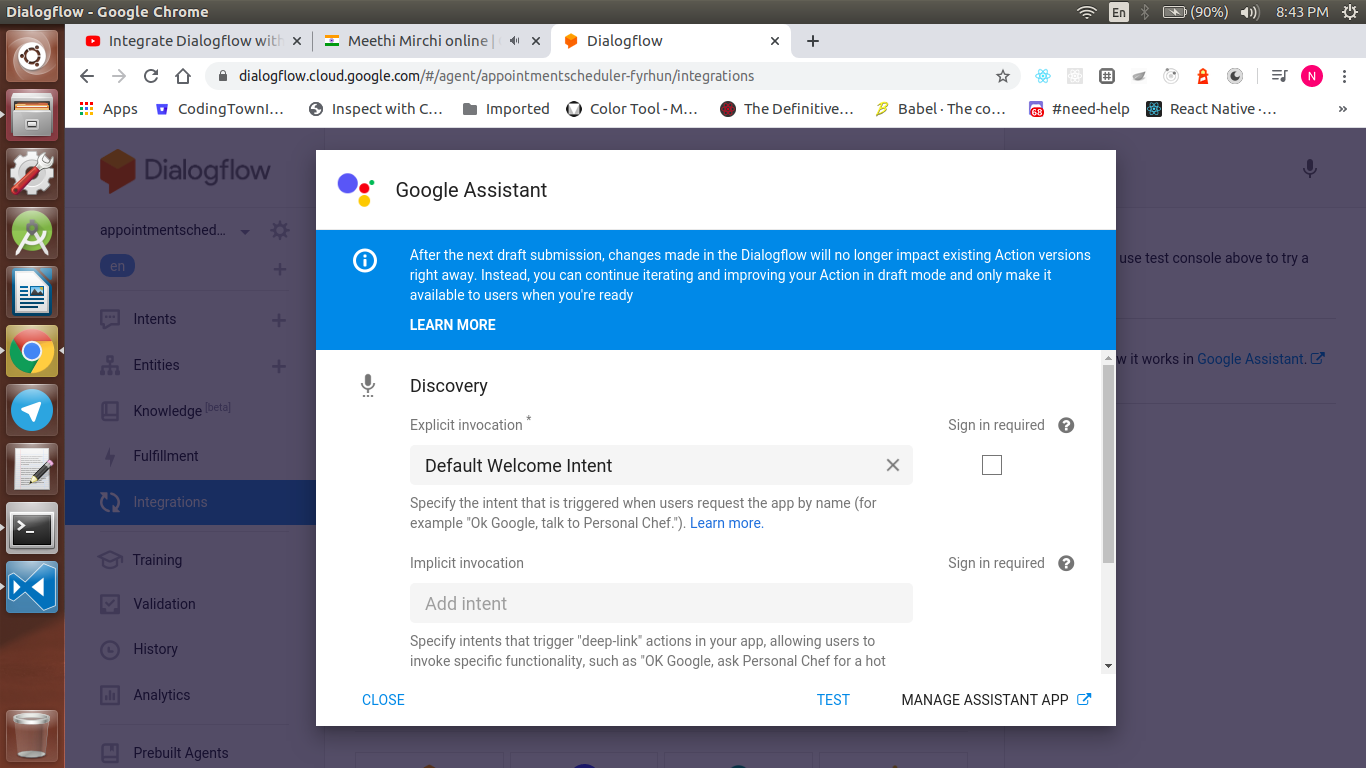 Dialogflow - Google Chrome
En
(90%)
8:43 PM
Integrate Dialogflow with
Meethi Mirchi online |
Dialogflow
dialogflow.cloud.google.com/#/agent/appointmentscheduler-fyrhun/integrations
N
Apps
CodingTownI...
Inspect with C...
Imported
Color Tool - M...
The Definitive...
Babel · The co...
68
#need-help
React Native ·...
»
Dialogflow
appointmentsched...
en
Intents
Entities
Knowledge [beta]
Fulfillment
Integrations
Training
Validation
History
Analytics
Prebuilt Agents
Google Assistant
After the next draft submission, changes made in the Dialogflow will no longer impact existing Action versions
right away. Instead, you can continue iterating and improving your Action in draft mode and only make it
available to users when you're ready
LEARN MORE
Discovery
Explicit invocation *
Sign in required
Default Welcome Intent
Specify the intent that is triggered when users request the app by name (for
example "Ok Google, talk to Personal Chef."). Learn more.
Implicit invocation
Sign in required
Add intent
Specify intents that trigger "deep-link" actions in your app, allowing users to
invoke specific functionality, such as "OK Google, ask Personal Chef for a hot
CLOSE
TEST
MANAGE ASSISTANT APP
use test console above to try a
w it works in Google Assistant.